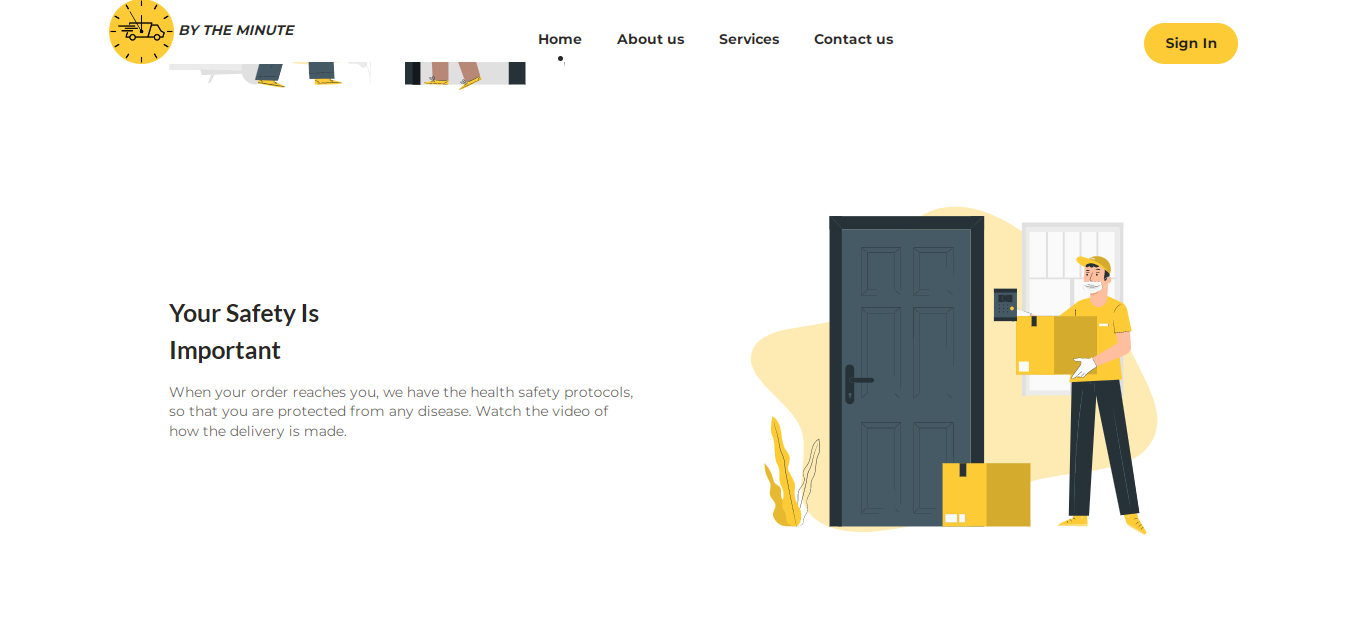 BY THE MINUTE
Home
About us
Services
Contact us
Sign In
Your Safety Is
Important
When your order reaches you, we have the health safety protocols,
so that you are protected from any disease. Watch the video of
how the delivery is made.